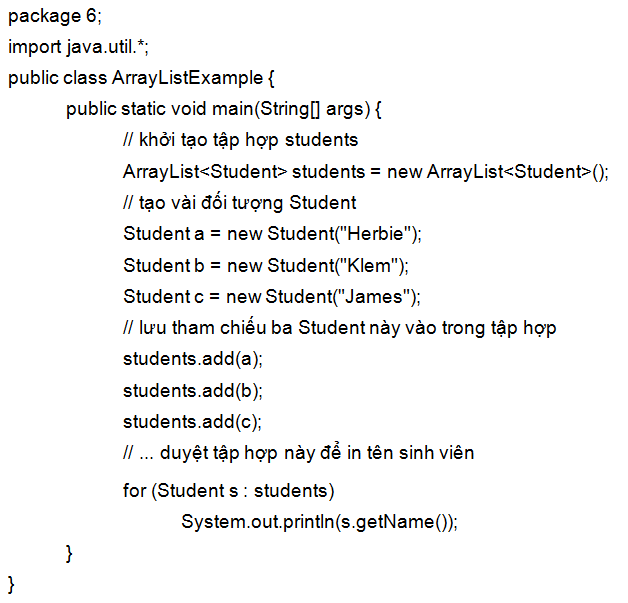 package 6;
import java.util.*;
public class ArrayListExample {
public static void main(String[] args) {
// khởi tạo tập hợp students
ArrayList<Student> students = new ArrayList<Student>();
// tạo vài đối tượng Student
Student a = new Student("Herbie");
Student b = new Student("Klem");
Student c = new Student("James");
// lưu tham chiếu ba Student này vào trong tập hợp
students.add(a);
students.add(b);
students.add(c);
// ... duyệt tập hợp này để in tên sinh viên
for (Student s : students)
System.out.println(s.getName());
}
}